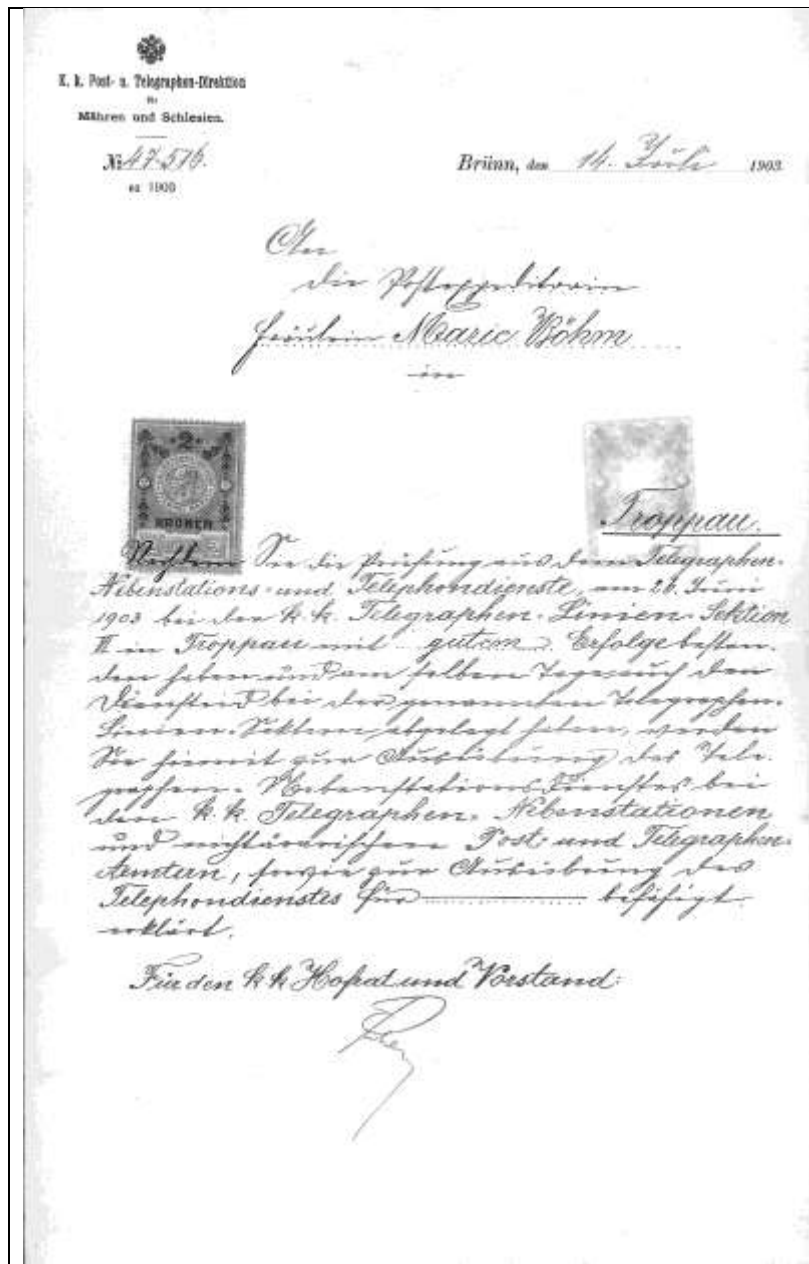 K. k. Post- u. Telegraphen-Direktion
für
Mähren und Schlesien.
№ 47.516.
ex 1903
Brünn, den 14. Juli 1903.
An
die Postexpeditorin
Fräulein Marie Böhm
in
2
KRONEN
Troppau.
Nachdem Sie die Prüfung aus dem Telegraphen-
Nebenstations- und Telephondienste, am 26. Juni
1903 bei der k. k. Telegraphen-Linien-Sektion
II in Troppau mit gutem Erfolge bestan-
den haben und am selben Tage auch den
Diensteid bei der genannten Telegraphen-
Linien-Sektion abgelegt haben, werden
Sie hiemit zur Ausübung des Tele-
graphen-Nebenstationsdienstes bei
den k. k. Telegraphen-Nebenstationen
und nichtärarischen Post- und Telegraphen-
Aemtern, sowie zur Ausübung des
Telephondienstes für befähigt
erklärt.
Für den k k Hofrat und Vorstand: